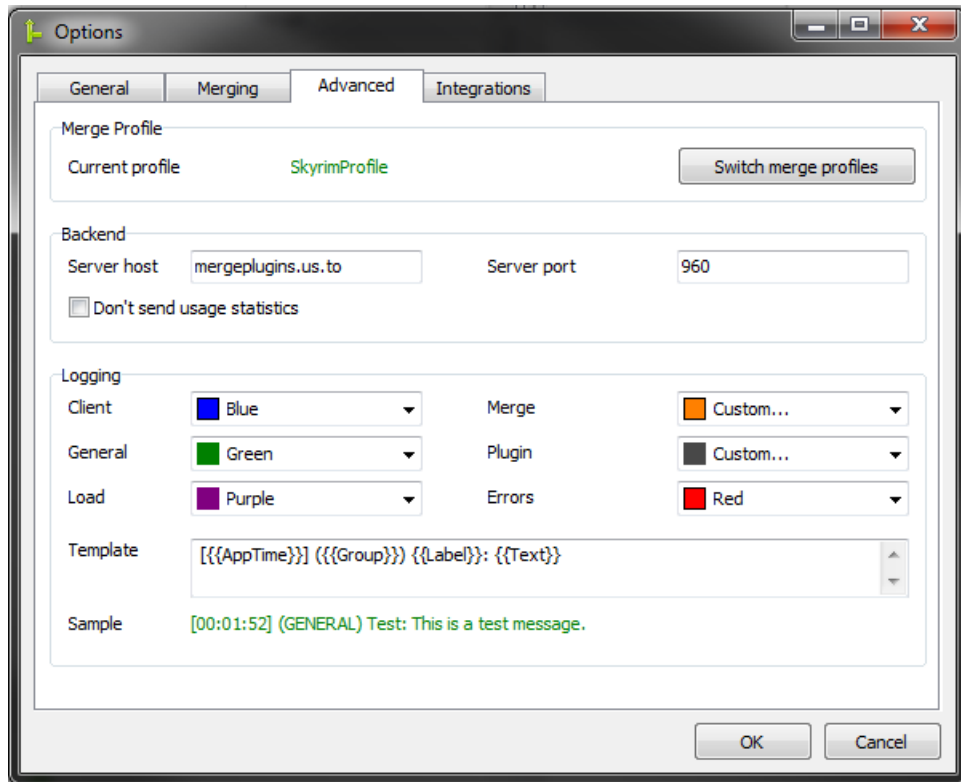 Options
General Merging Advanced Integrations
Merge Profile
Current profile SkyrimProfile Switch merge profiles
Backend
Server host mergeplugins.us.to Server port 960
Don't send usage statistics
Logging
Client Blue Merge Custom...
General Green Plugin Custom...
Load Purple Errors Red
Template [{{AppTime}}] ({{Group}}) {{Label}}: {{Text}}
Sample [00:01:52] (GENERAL) Test: This is a test message.
OK Cancel